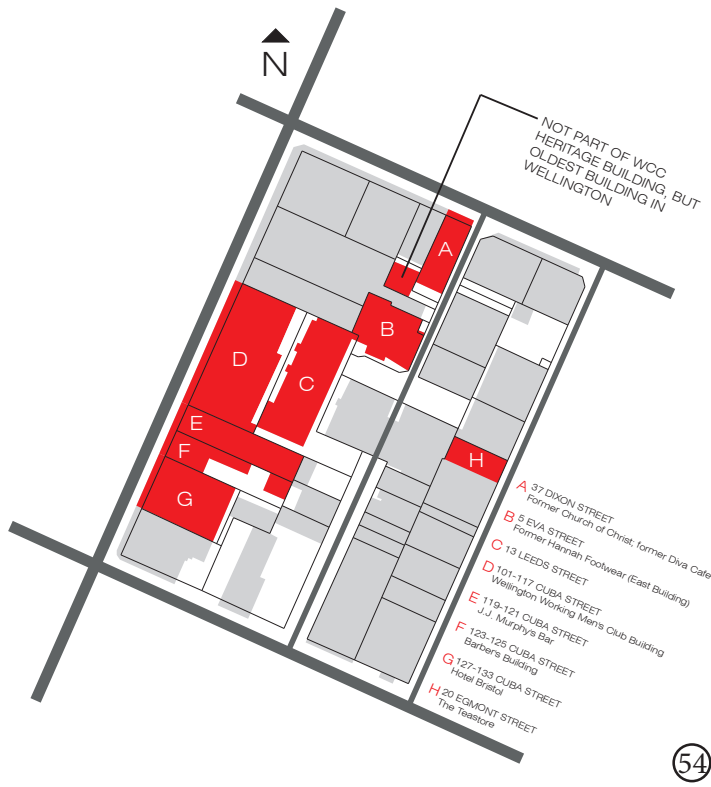 N
NOT PART OF WCC
HERITAGE BUILDING, BUT
OLDEST BUILDING IN
WELLINGTON
A
B
D
C
E
F
H
G
A 37 DIXON STREET
Former Church of Christ; former Diva Cafe
B 5 EVA STREET
Former Hannah Footwear (East Building)
C 13 LEEDS STREET
D 101-117 CUBA STREET
Wellington Working Men's Club Building
E 119-121 CUBA STREET
J.J. Murphy's Bar
F 123-125 CUBA STREET
Barber's Building
G 127-133 CUBA STREET
Hotel Bristol
H 20 EGMONT STREET
The Teastore
54